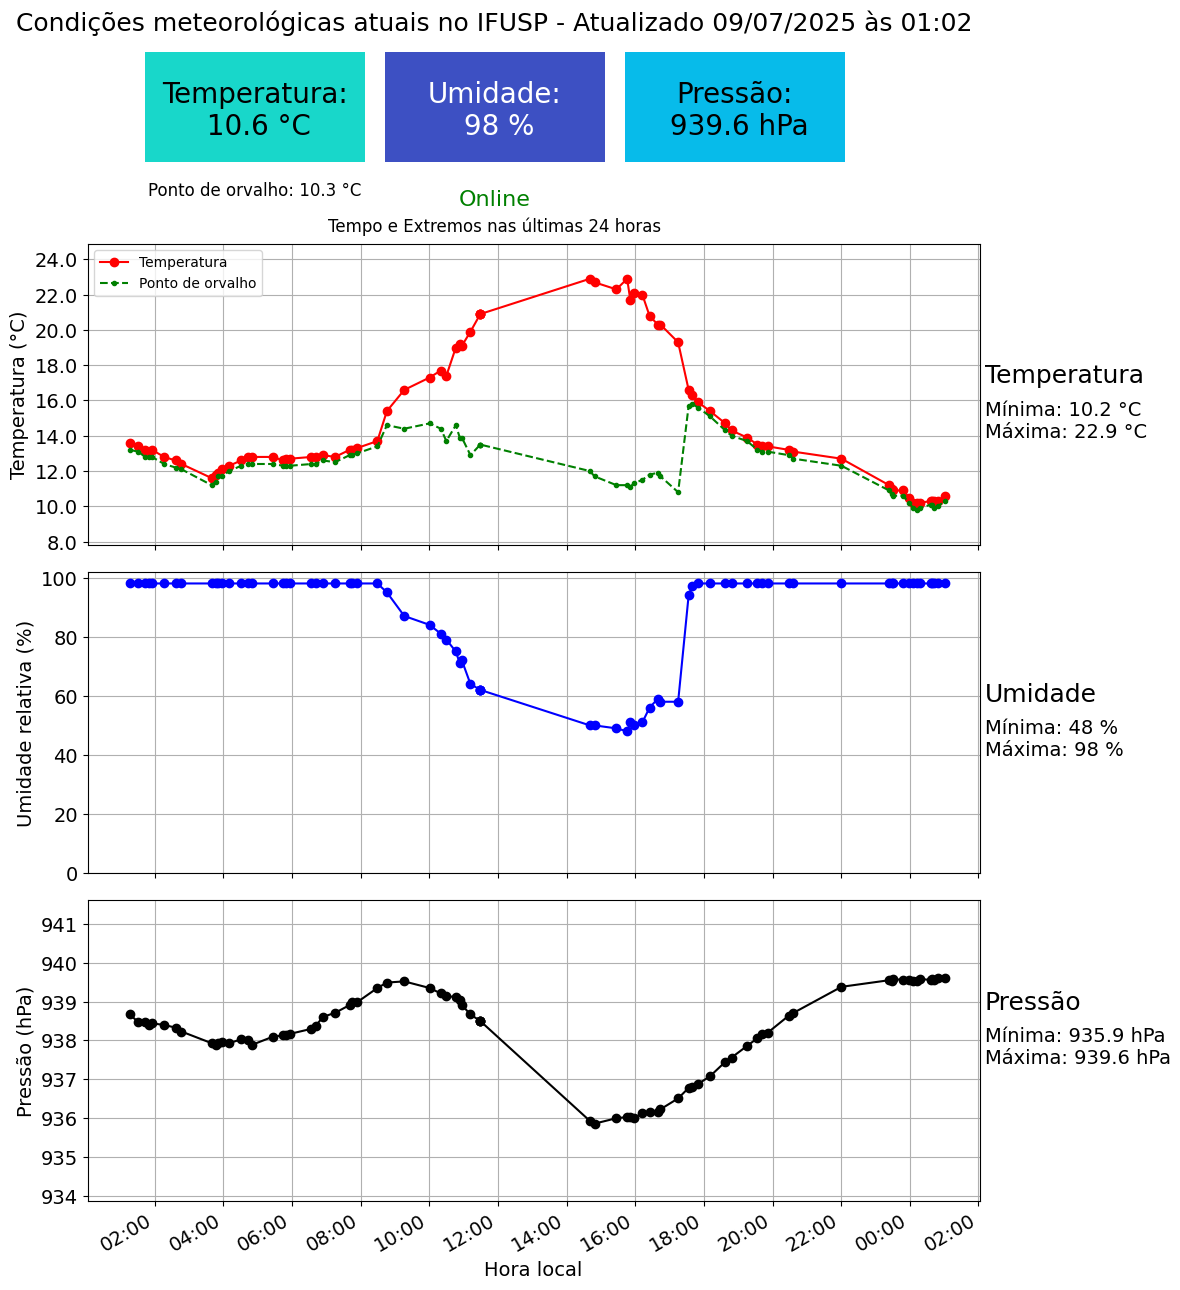 Condições meteorológicas atuais no IFUSP - Atualizado 09/07/2025 às 01:02
Temperatura:
10.6 °C
Umidade:
98 %
Pressão:
939.6 hPa
Ponto de orvalho: 10.3 °C
Online
Tempo e Extremos nas últimas 24 horas
Temperatura
Ponto de orvalho
24.0
22.0
20.0
18.0
16.0
14.0
12.0
10.0
8.0
Temperatura (°C)
Temperatura
Mínima: 10.2 °C
Máxima: 22.9 °C
100
80
60
40
20
0
Umidade relativa (%)
Umidade
Mínima: 48 %
Máxima: 98 %
941
940
939
938
937
936
935
934
Pressão (hPa)
Pressão
Mínima: 935.9 hPa
Máxima: 939.6 hPa
02:00 04:00 06:00 08:00 10:00 12:00 14:00 16:00 18:00 20:00 22:00 00:00 02:00
Hora local